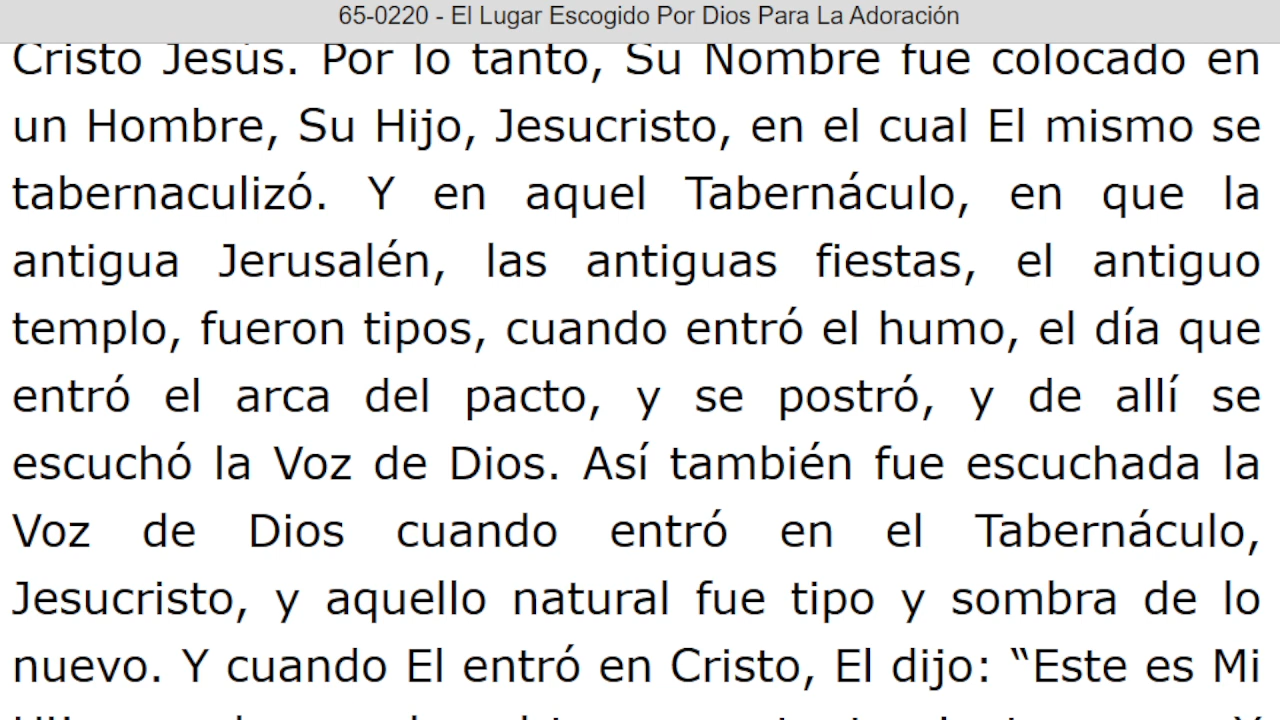 65-0220 - El Lugar Escogido Por Dios Para La Adoración
Cristo Jesús. Por lo tanto, Su Nombre fue colocado en
un Hombre, Su Hijo, Jesucristo, en el cual El mismo se
tabernaculizó. Y en aquel Tabernáculo, en que la
antigua Jerusalén, las antiguas fiestas, el antiguo
templo, fueron tipos, cuando entró el humo, el día que
entró el arca del pacto, y se postró, y de allí se
escuchó la Voz de Dios. Así también fue escuchada la
Voz de Dios cuando entró en el Tabernáculo,
Jesucristo, y aquello natural fue tipo y sombra de lo
nuevo. Y cuando El entró en Cristo, El dijo: “Este es Mi